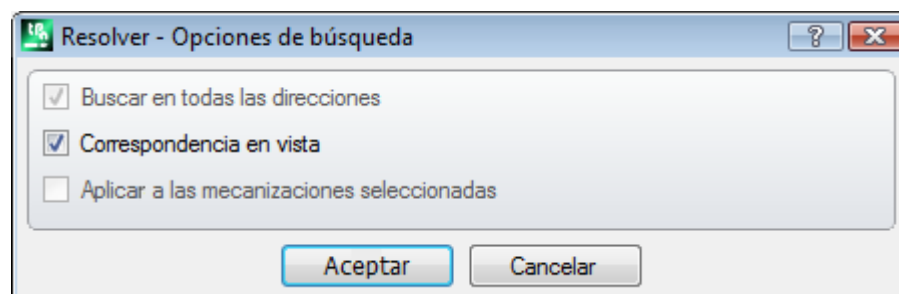 Resolver - Opciones de búsqueda
Buscar en todas las direcciones
Correspondencia en vista
Aplicar a las mecanizaciones seleccionadas
Aceptar Cancelar